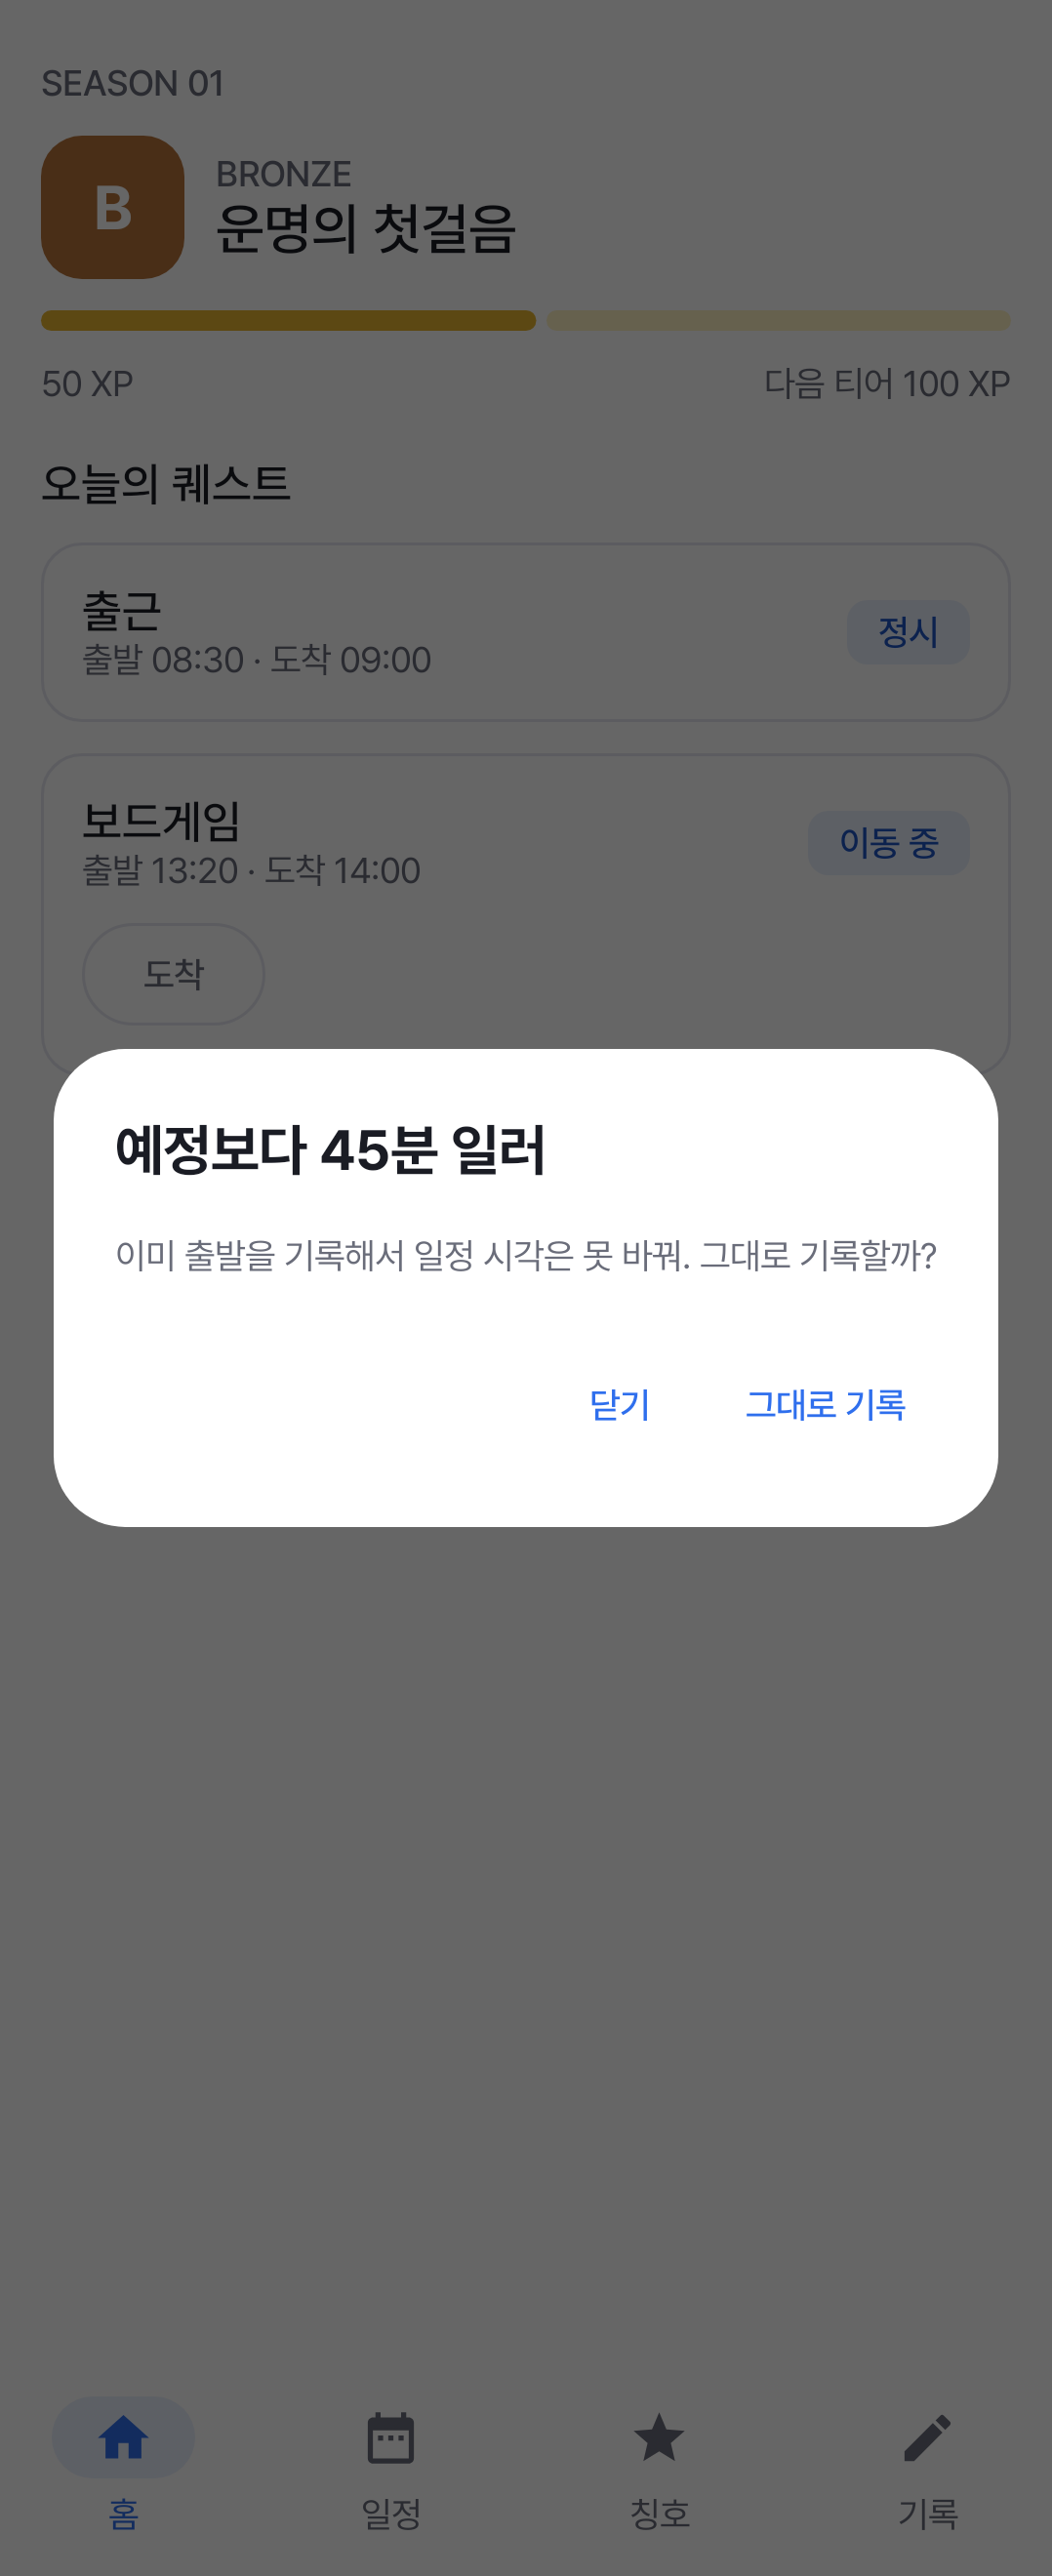 SEASON 01
B
BRONZE
운명의 첫걸음
50 XP
다음 티어 100 XP
오늘의 퀘스트
출근
출발 08:30 · 도착 09:00
정시
보드게임
출발 13:20 · 도착 14:00
이동 중
도착
예정보다 45분 일러
이미 출발을 기록해서 일정 시각은 못 바꿔. 그대로 기록할까?
닫기
그대로 기록
홈
일정
칭호
기록